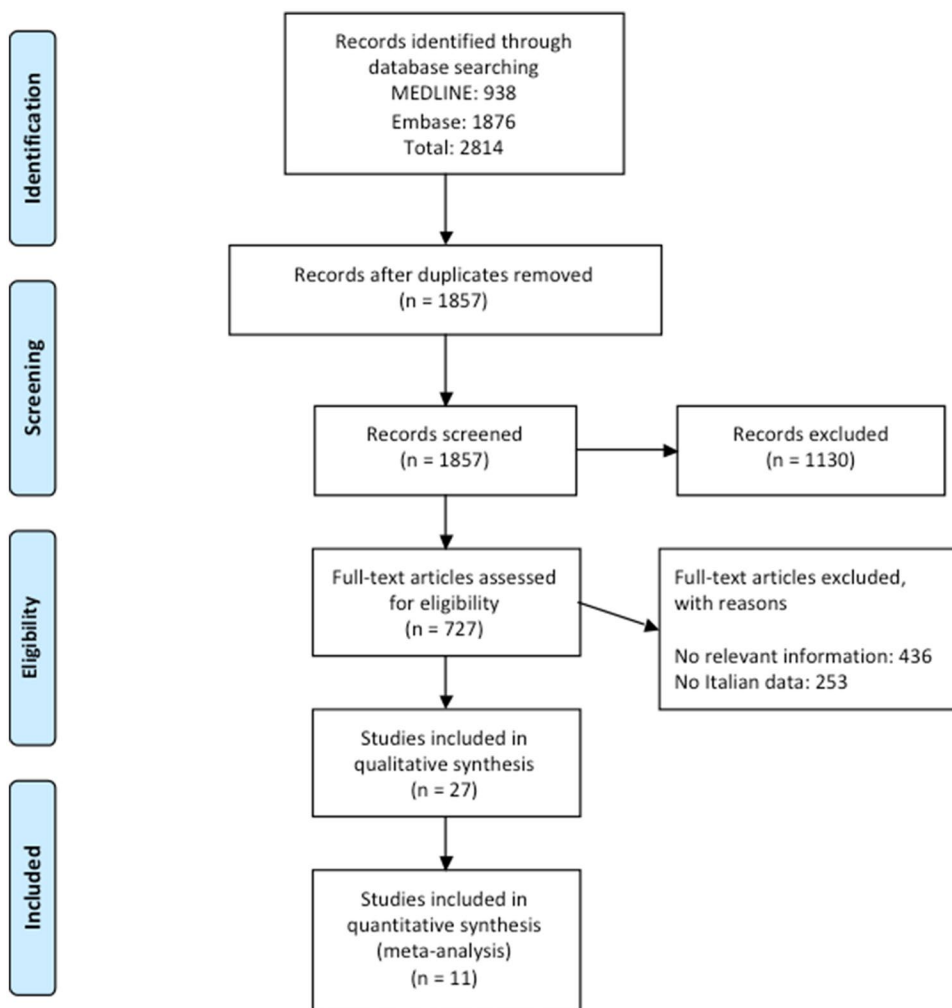 Identification
Records identified through
database searching
MEDLINE: 938
Embase: 1876
Total: 2814
Records after duplicates removed
(n = 1857)
Screening
Records screened
(n = 1857)
Records excluded
(n = 1130)
Eligibility
Full-text articles assessed
for eligibility
(n = 727)
Full-text articles excluded,
with reasons
No relevant information: 436
No Italian data: 253
Studies included in
qualitative synthesis
(n = 27)
Included
Studies included in
quantitative synthesis
(meta-analysis)
(n = 11)